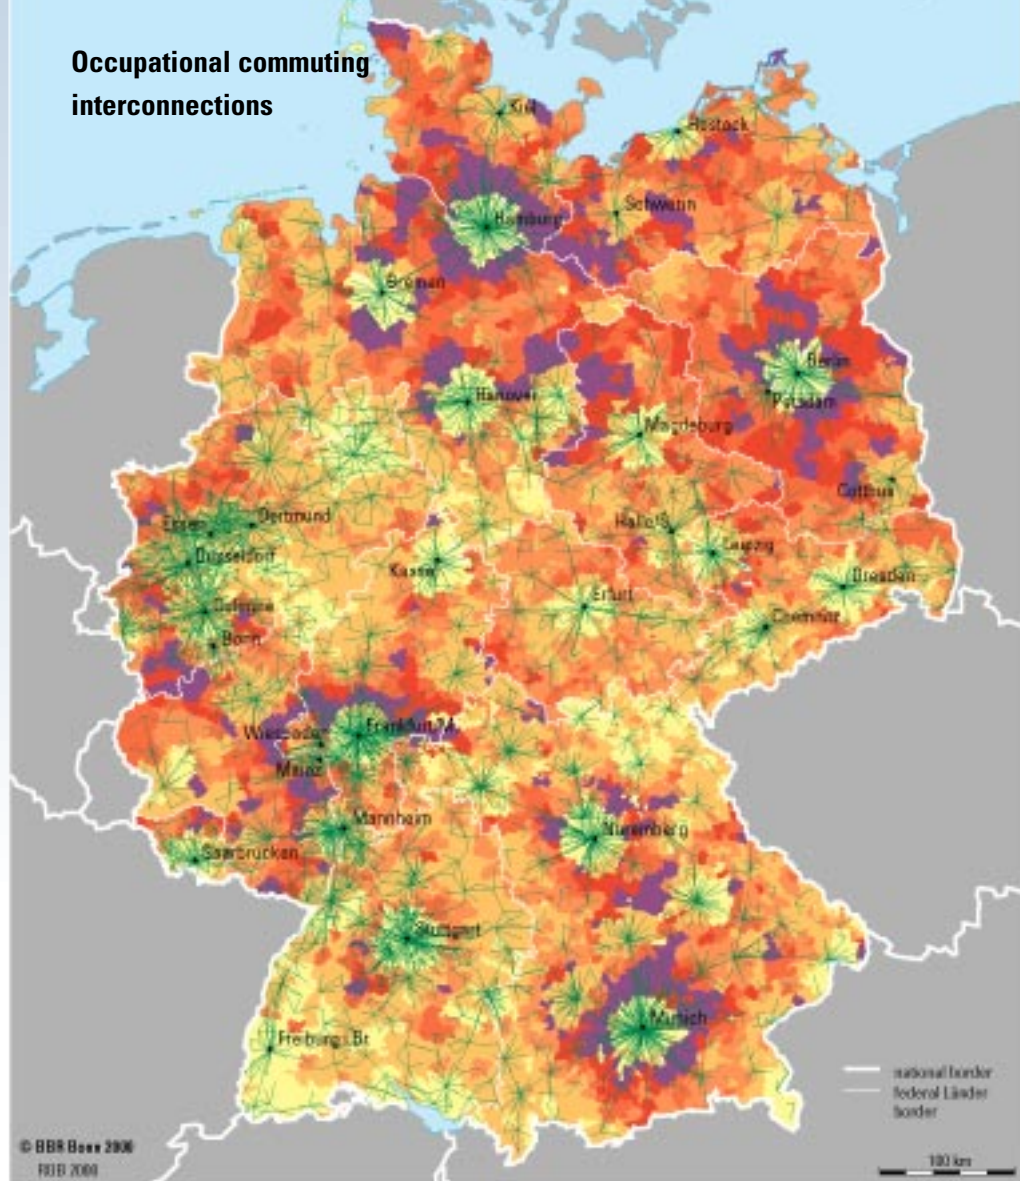 Occupational commuting
interconnections
Kiel
Rostock
Hamburg
Schwerin
Bremen
Berlin
Hanover
Potsdam
Magdeburg
Cottbus
Essen
Dortmund
Halle/S.
Düsseldorf
Leipzig
Kassel
Dresden
Cologne
Erfurt
Chemnitz
Bonn
Wiesbaden
Frankfurt/M.
Mainz
Mannheim
Nuremberg
Saarbrücken
Stuttgart
Munich
Freiburg i.Br.
national border
federal Länder
border
© BBR Bonn 2000
ROB 2000
100 km